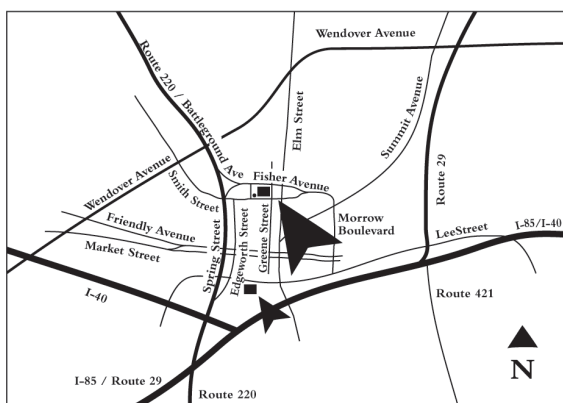 Wendover Avenue
Route 220 / Battleground Ave
Elm Street
Summit Avenue
Route 29
Wendover Avenue
Smith Street
Fisher Avenue
Friendly Avenue
Market Street
Spring Street
Edgeworth Street
Greene Street
Morrow
Boulevard
LeeStreet
I-85/I-40
I-40
Route 421
I-85 / Route 29
Route 220
N